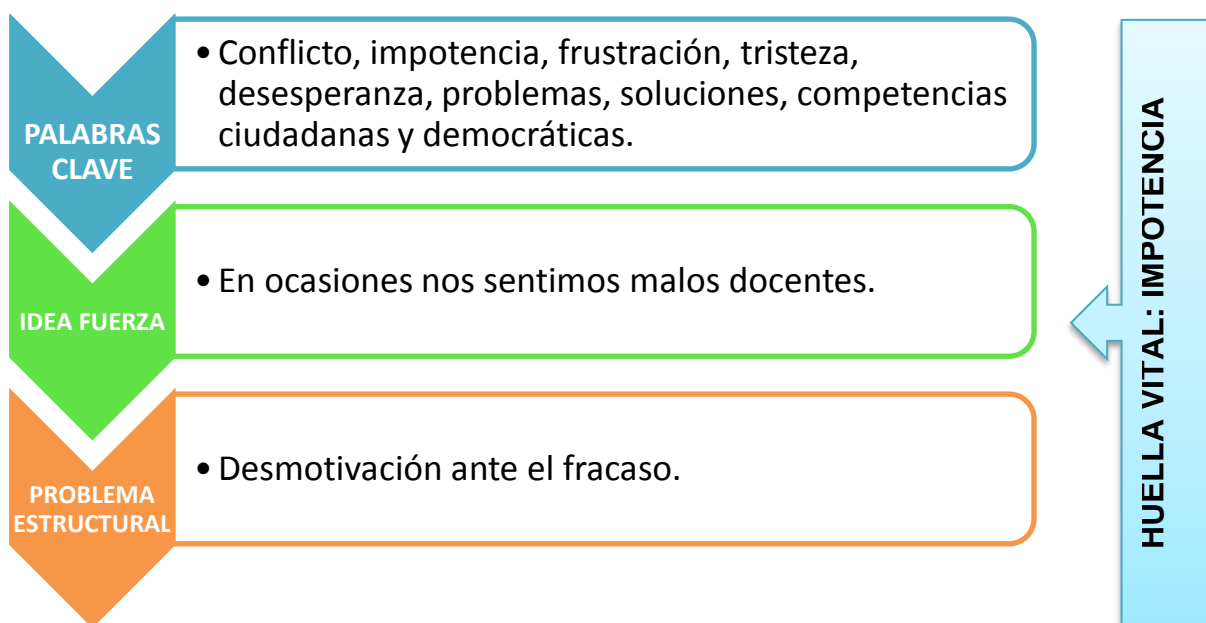 PALABRAS
CLAVE
• Conflicto, impotencia, frustración, tristeza,
desesperanza, problemas, soluciones, competencias
ciudadanas y democráticas.
IDEA FUERZA
• En ocasiones nos sentimos malos docentes.
PROBLEMA
ESTRUCTURAL
• Desmotivación ante el fracaso.
HUELLA VITAL: IMPOTENCIA